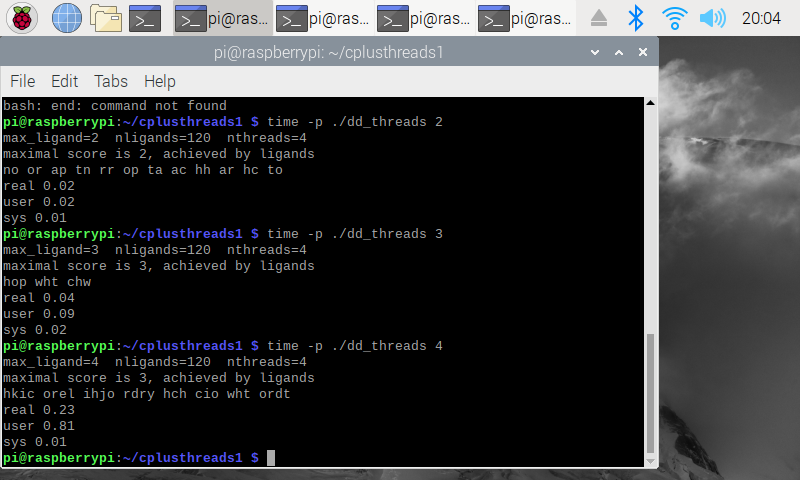 pi@ras... pi@ras... pi@ras... pi@ras... 20:04
pi@raspberrypi: ~/cplusthreads1
File Edit Tabs Help
bash: end: command not found
pi@raspberrypi:~/cplusthreads1 $ time -p ./dd_threads 2
max_ligand=2  nligands=120  nthreads=4
maximal score is 2, achieved by ligands
no or ap tn rr op ta ac hh ar hc to
real 0.02
user 0.02
sys 0.01
pi@raspberrypi:~/cplusthreads1 $ time -p ./dd_threads 3
max_ligand=3  nligands=120  nthreads=4
maximal score is 3, achieved by ligands
hop wht chw
real 0.04
user 0.09
sys 0.02
pi@raspberrypi:~/cplusthreads1 $ time -p ./dd_threads 4
max_ligand=4  nligands=120  nthreads=4
maximal score is 3, achieved by ligands
hkic orel ihjo rdry hch cio wht ordt
real 0.23
user 0.81
sys 0.01
pi@raspberrypi:~/cplusthreads1 $